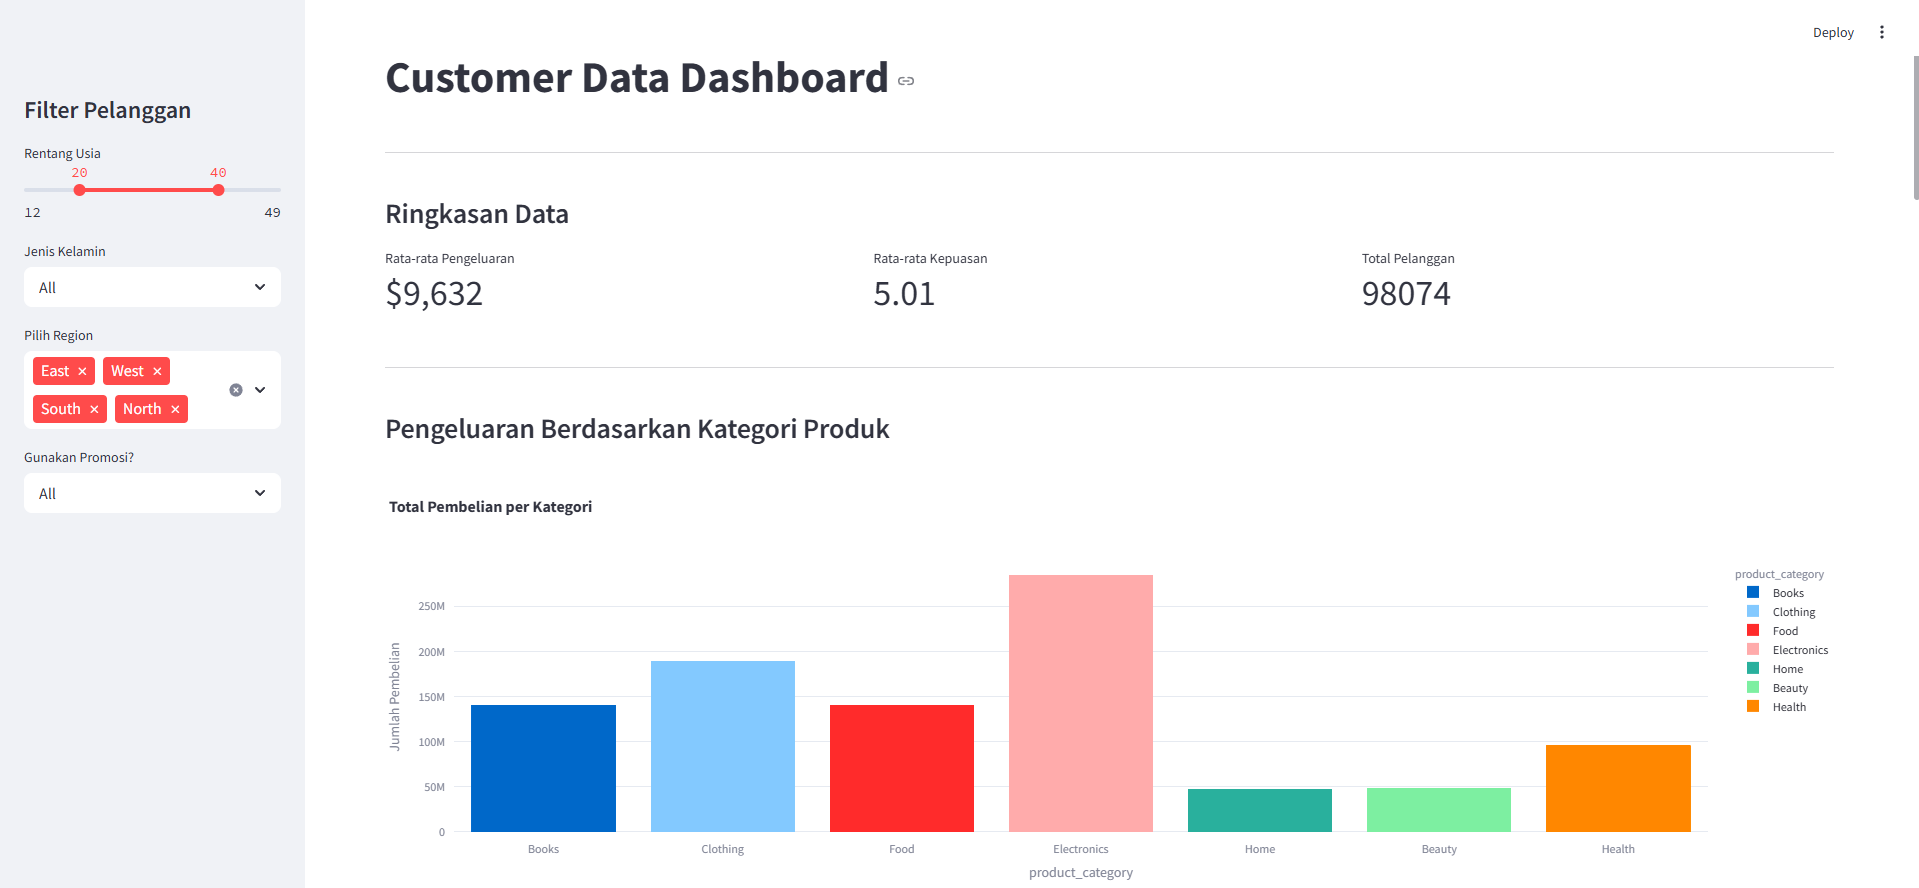 Deploy
Filter Pelanggan
Rentang Usia
20 40
12 49
Jenis Kelamin
All
Pilih Region
East × West ×
South × North ×
Gunakan Promosi?
All
Customer Data Dashboard
Ringkasan Data
Rata-rata Pengeluaran
$9,632
Rata-rata Kepuasan
5.01
Total Pelanggan
98074
Pengeluaran Berdasarkan Kategori Produk
Total Pembelian per Kategori
Jumlah Pembelian
250M
200M
150M
100M
50M
0
Books Clothing Food Electronics Home Beauty Health
product_category
product_category
Books
Clothing
Food
Electronics
Home
Beauty
Health